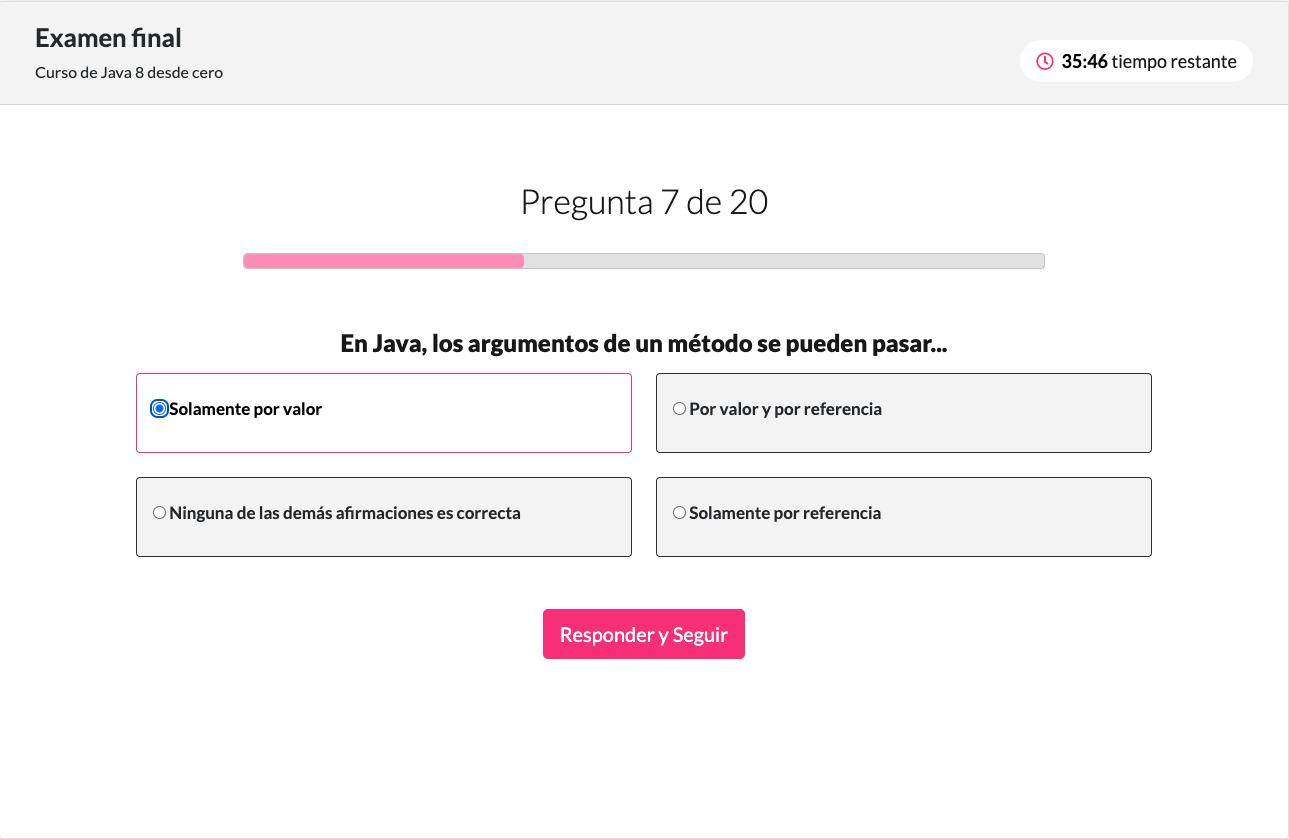 Examen final
Curso de Java 8 desde cero
35:46 tiempo restante
Pregunta 7 de 20
En Java, los argumentos de un método se pueden pasar...
Solamente por valor
Por valor y por referencia
Ninguna de las demás afirmaciones es correcta
Solamente por referencia
Responder y Seguir